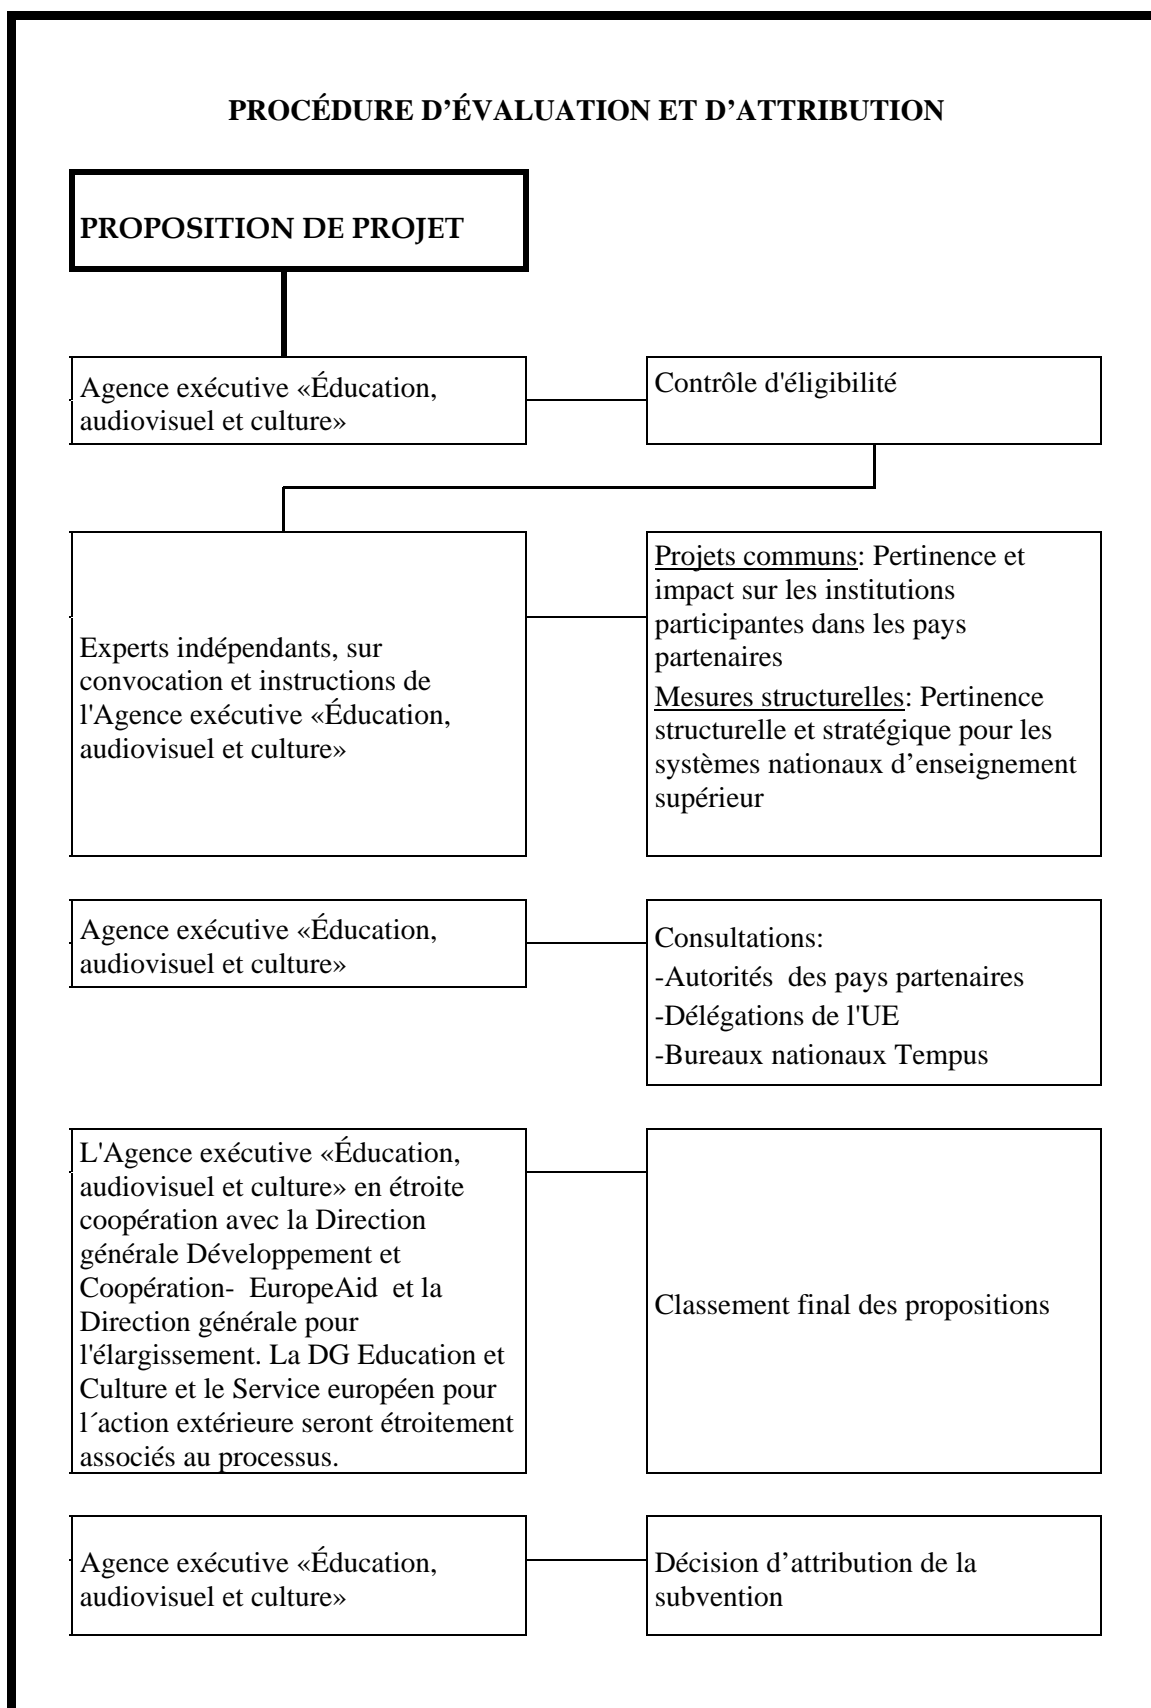 PROCÉDURE D’ÉVALUATION ET D’ATTRIBUTION
PROPOSITION DE PROJET
Agence exécutive «Éducation,
audiovisuel et culture»
Contrôle d'éligibilité
Experts indépendants, sur
convocation et instructions de
l'Agence exécutive «Éducation,
audiovisuel et culture»
Projets communs: Pertinence et
impact sur les institutions
participantes dans les pays
partenaires
Mesures structurelles: Pertinence
structurelle et stratégique pour les
systèmes nationaux d’enseignement
supérieur
Agence exécutive «Éducation,
audiovisuel et culture»
Consultations:
-Autorités  des pays partenaires
-Délégations de l'UE
-Bureaux nationaux Tempus
L'Agence exécutive «Éducation,
audiovisuel et culture» en étroite
coopération avec la Direction
générale Développement et
Coopération-  EuropeAid  et la
Direction générale pour
l'élargissement. La DG Education et
Culture et le Service européen pour
l´action extérieure seront étroitement
associés au processus.
Classement final des propositions
Agence exécutive «Éducation,
audiovisuel et culture»
Décision d’attribution de la
subvention